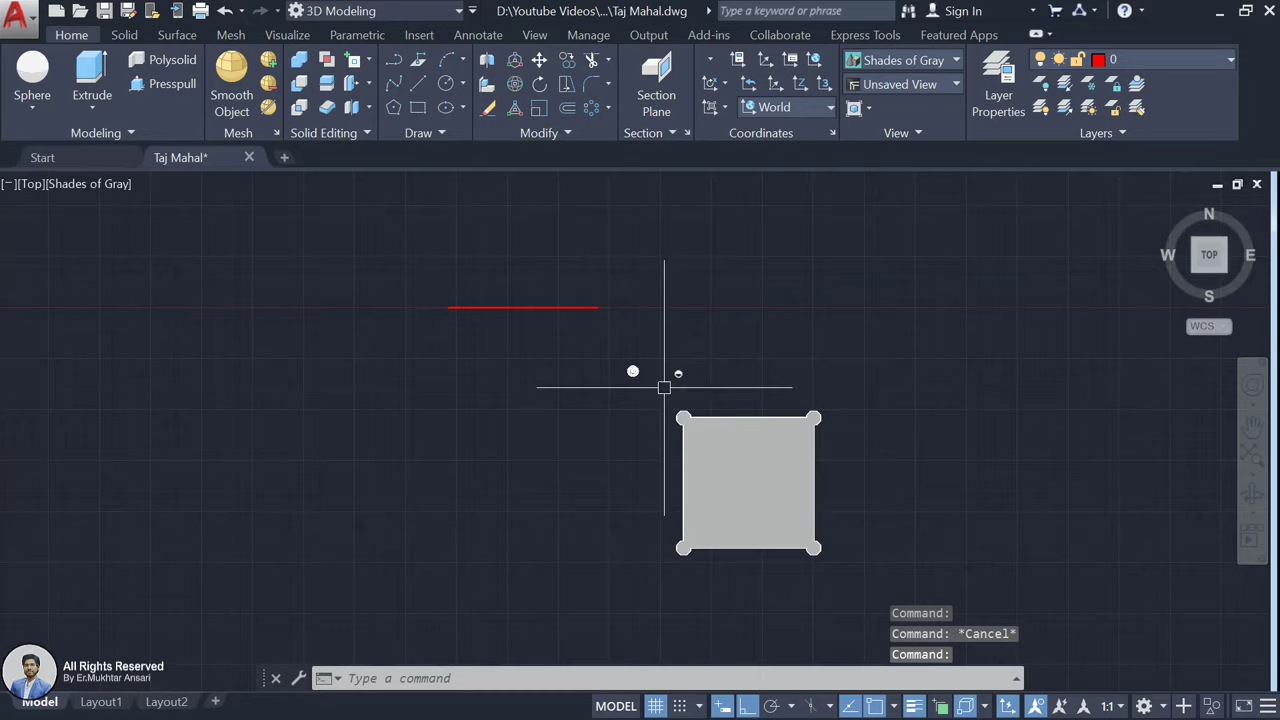 3D Modeling
D:\Youtube Videos\...\Taj Mahal.dwg
Type a keyword or phrase
Sign In
Home Solid Surface Mesh Visualize Parametric Insert Annotate View Manage Output Add-ins Collaborate Express Tools Featured Apps
Polysolid
Presspull
Sphere
Extrude
Smooth
Object
Section
Plane
World
Shades of Gray
Unsaved View
Layer
Properties
0
Modeling Mesh Solid Editing Draw Modify Section Coordinates View Layers
Start
Taj Mahal*
[−][Top][Shades of Gray]
N
W TOP E
S
WCS
Command:
Command: *Cancel*
Command:
Type a command
All Rights Reserved
By Er.Mukhtar Ansari
Model Layout1 Layout2
MODEL
1:1